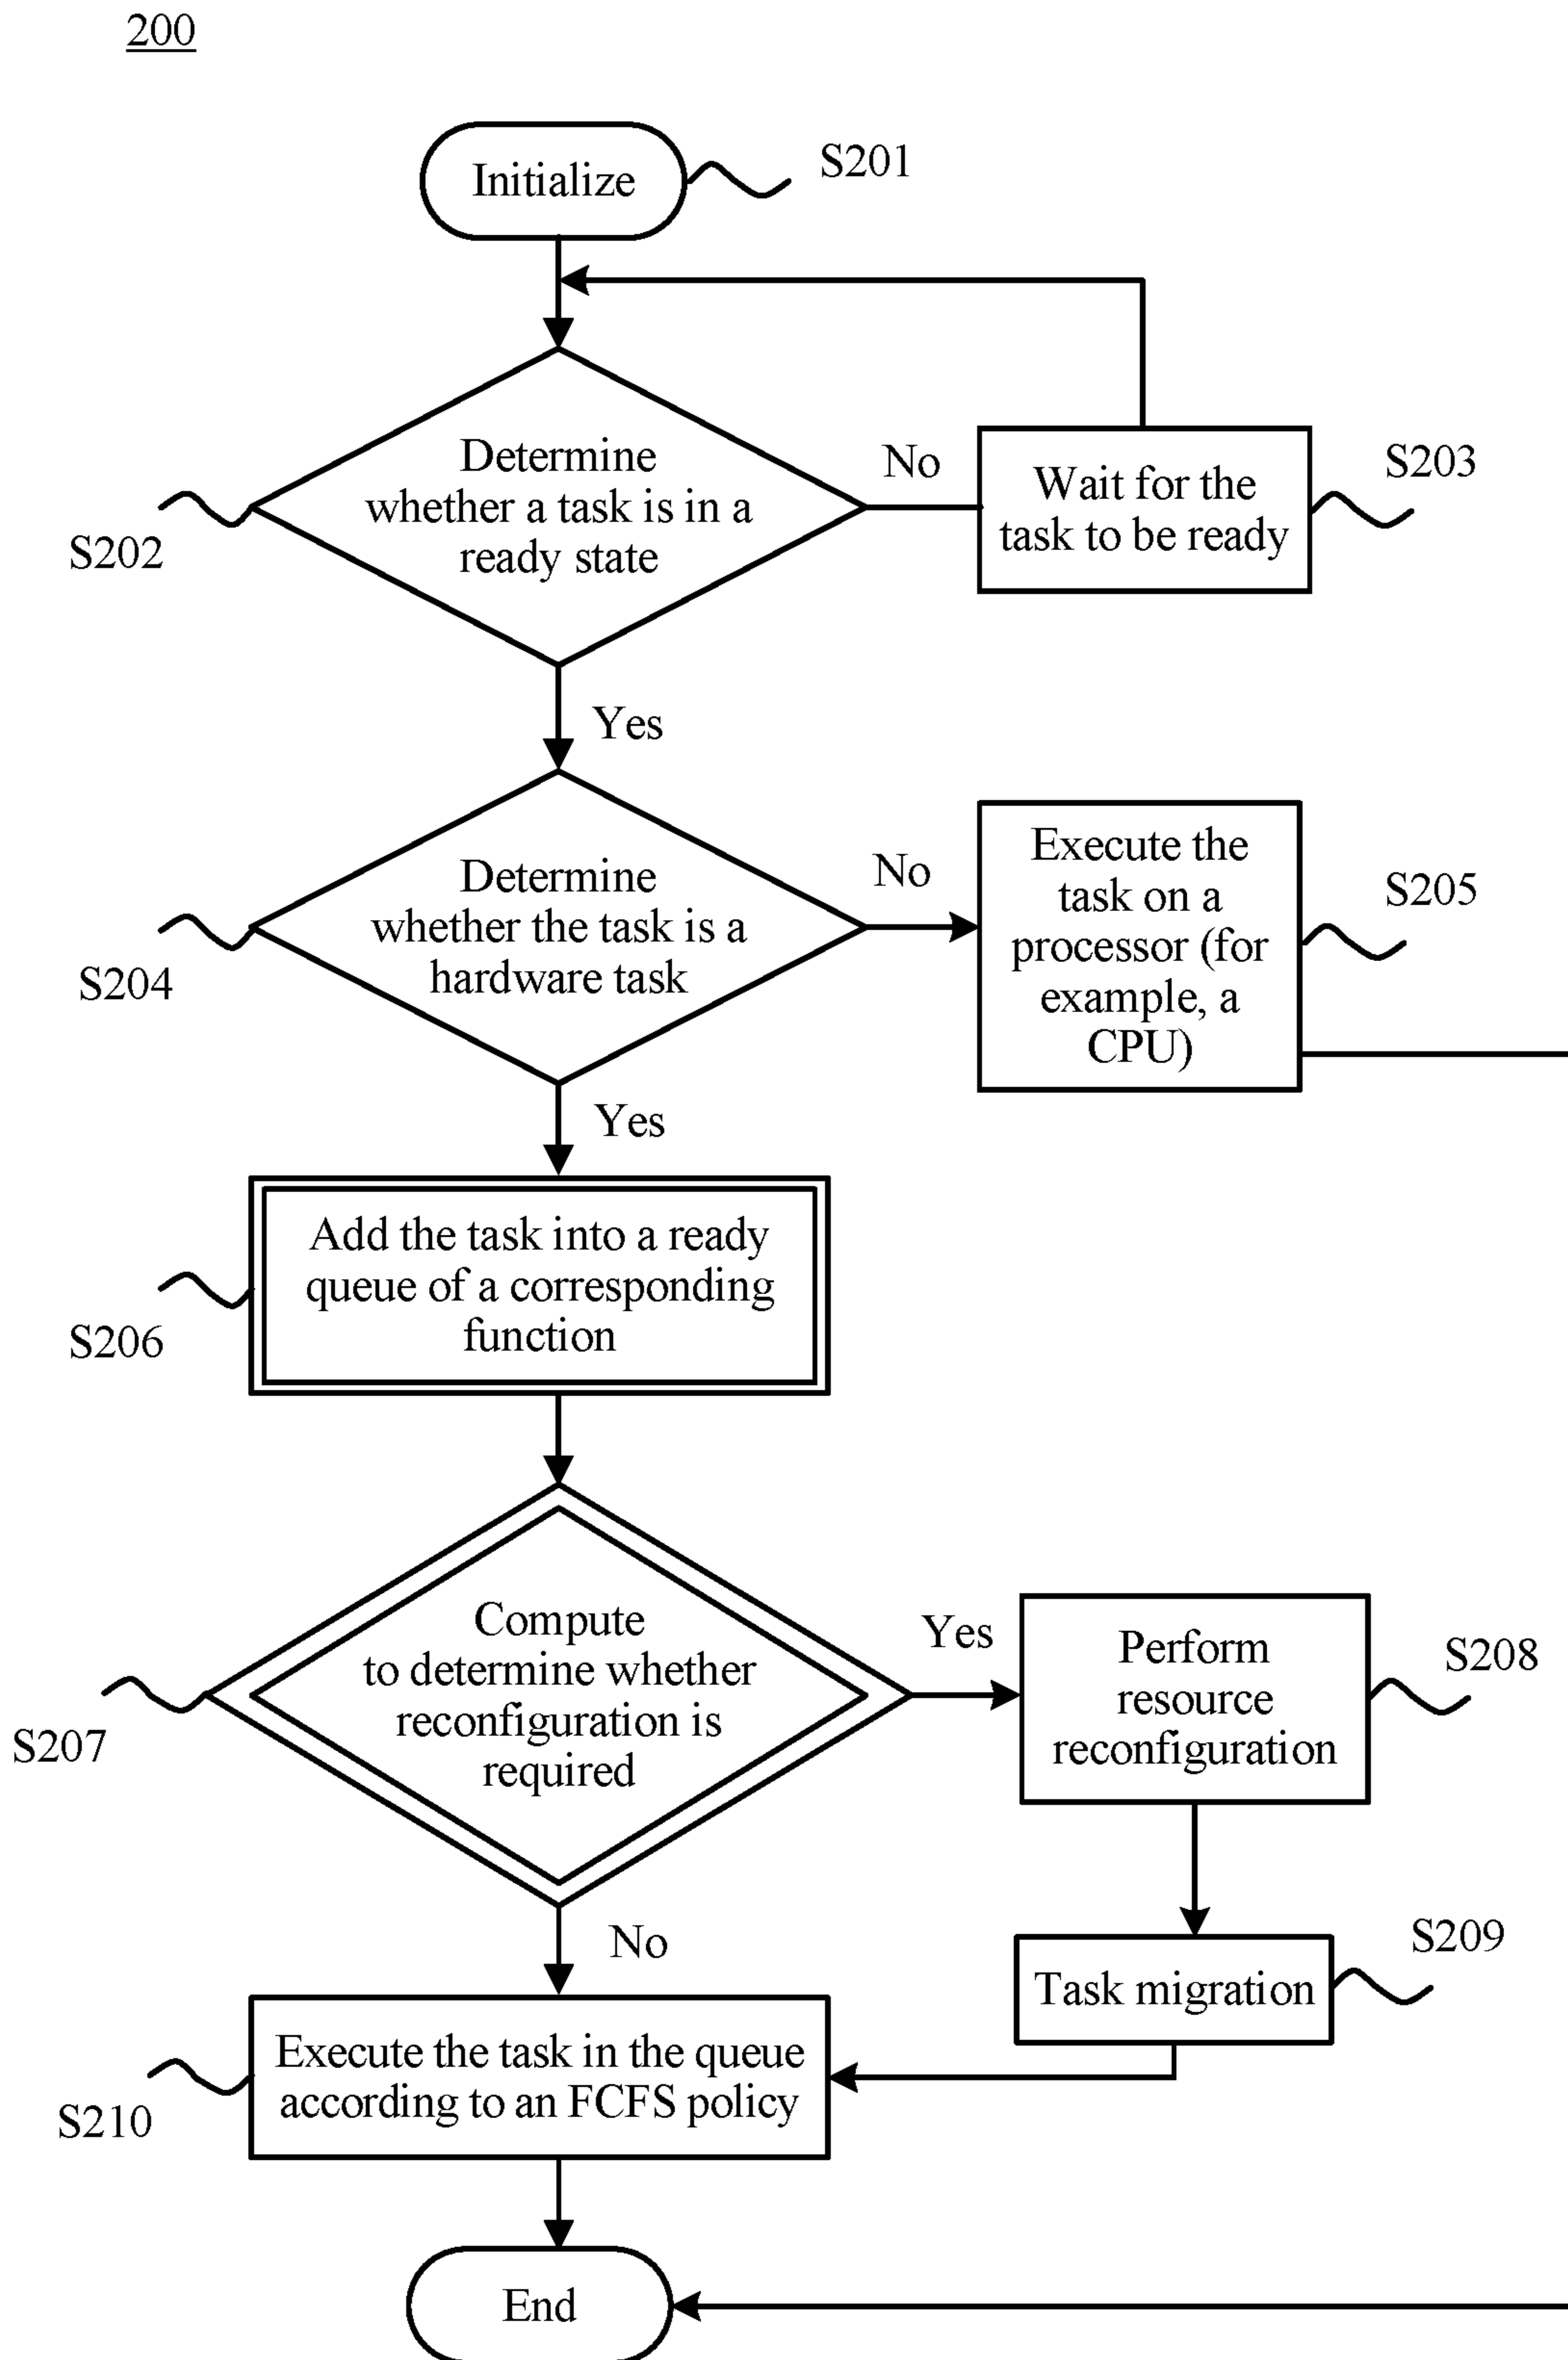 200
Initialize
S201
Determine
whether a task is in a
ready state
S202
No
Wait for the
task to be ready
S203
Yes
Determine
whether the task is a
hardware task
S204
No
Execute the
task on a
processor (for
example, a
CPU)
S205
Yes
Add the task into a ready
queue of a corresponding
function
S206
Compute
to determine whether
reconfiguration is
required
S207
Yes
Perform
resource
reconfiguration
S208
No
Task migration
S209
Execute the task in the queue
according to an FCFS policy
S210
End